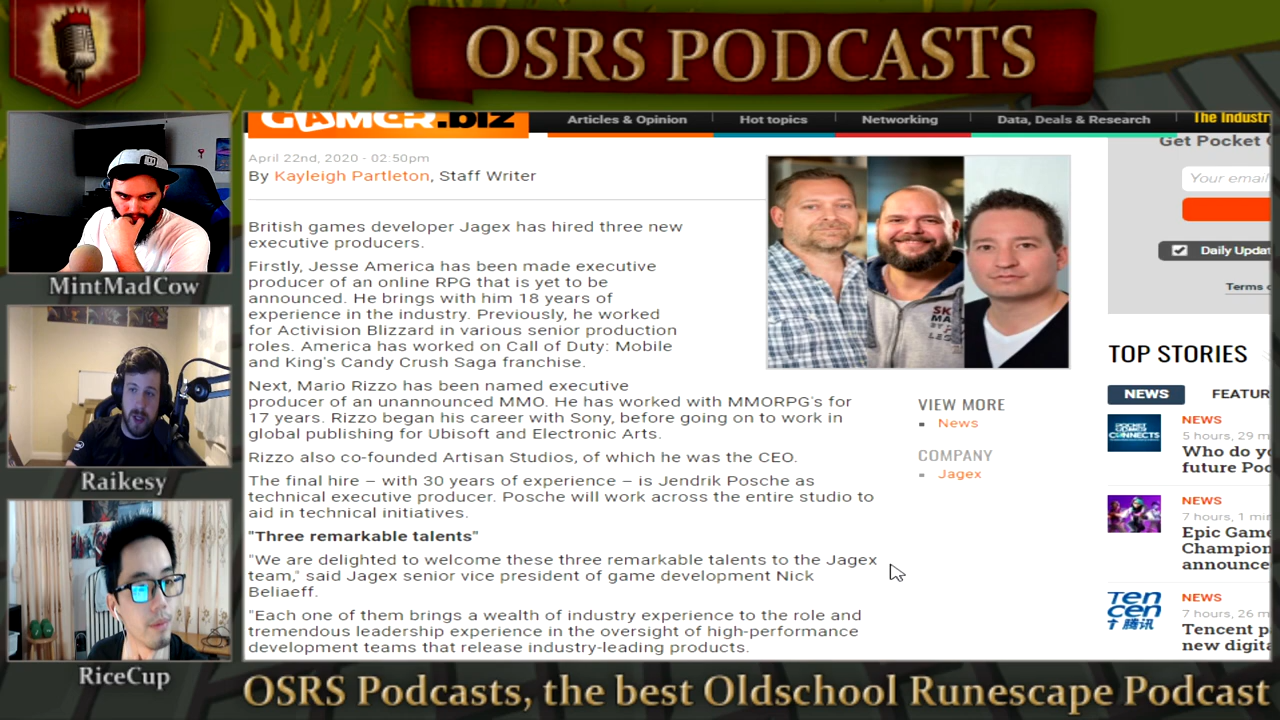 OSRS PODCASTS
MintMadCow
Raikesy
RiceCup
GAMER.biz
Articles & Opinion
Hot topics
Networking
Data, Deals & Research
The Industr
April 22nd, 2020 - 02:50pm
By Kayleigh Partleton, Staff Writer
British games developer Jagex has hired three new
executive producers.
Firstly, Jesse America has been made executive
producer of an online RPG that is yet to be
announced. He brings with him 18 years of
experience in the industry. Previously, he worked
for Activision Blizzard in various senior production
roles. America has worked on Call of Duty: Mobile
and King's Candy Crush Saga franchise.
Next, Mario Rizzo has been named executive
producer of an unannounced MMO. He has worked with MMORPG's for
17 years. Rizzo began his career with Sony, before going on to work in
global publishing for Ubisoft and Electronic Arts.
Rizzo also co-founded Artisan Studios, of which he was the CEO.
The final hire – with 30 years of experience – is Jendrik Posche as
technical executive producer. Posche will work across the entire studio to
aid in technical initiatives.
"Three remarkable talents"
"We are delighted to welcome these three remarkable talents to the Jagex
team," said Jagex senior vice president of game development Nick
Beliaeff.
"Each one of them brings a wealth of industry experience to the role and
tremendous leadership experience in the oversight of high-performance
development teams that release industry-leading products.
VIEW MORE
News
COMPANY
Jagex
Get Pocket
Your email
Daily Updat
Terms
TOP STORIES
NEWS
FEATUR
NEWS
5 hours, 29 m
Who do yo
future Poc
POCKET GAMER CONNECTS
NEWS
7 hours, 1 min
Epic Game
Champion
announce
NEWS
7 hours, 26 m
Tencent p
new digita
Ten
cen
t 腾讯
OSRS Podcasts, the best Oldschool Runescape Podcast